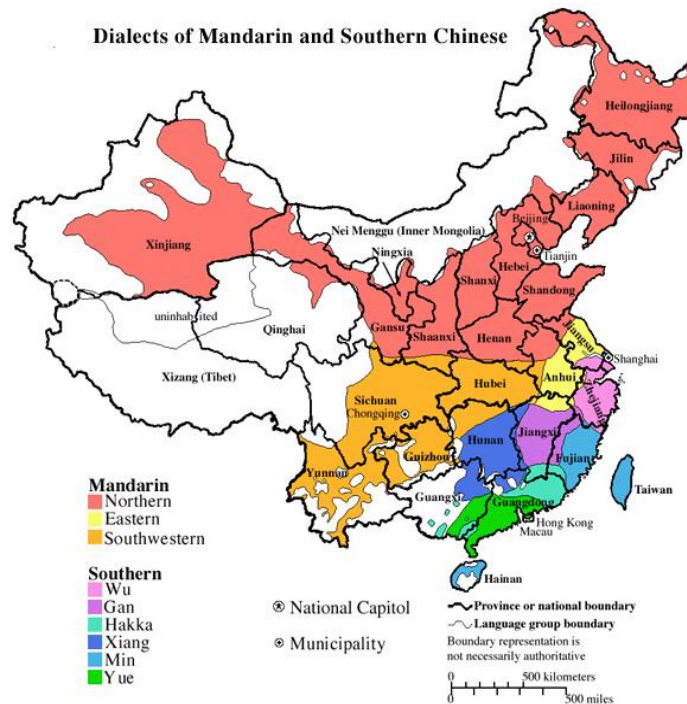 Dialects of Mandarin and Southern Chinese
Heilongjiang
Jilin
Liaoning
Nei Menggu (Inner Mongolia)
Beijing
Tianjin
Xinjiang
Ningxia
Hebei
Shanxi
Shandong
uninhabited
Qinghai
Gansu
Shaanxi
Henan
Jiangsu
Shanghai
Xizang (Tibet)
Anhui
Hubei
Sichuan
Chongqing
Zhejiang
Hunan
Jiangxi
Guizhou
Fujian
Yunnan
Guangxi
Guangdong
Taiwan
Hong Kong
Macau
Hainan
Mandarin
Northern
Eastern
Southwestern
Southern
Wu
Gan
Hakka
Xiang
Min
Yue
National Capitol
Municipality
Province or national boundary
Language group boundary
Boundary representation is
not necessarily authoritative
0 500 kilometers
0 500 miles